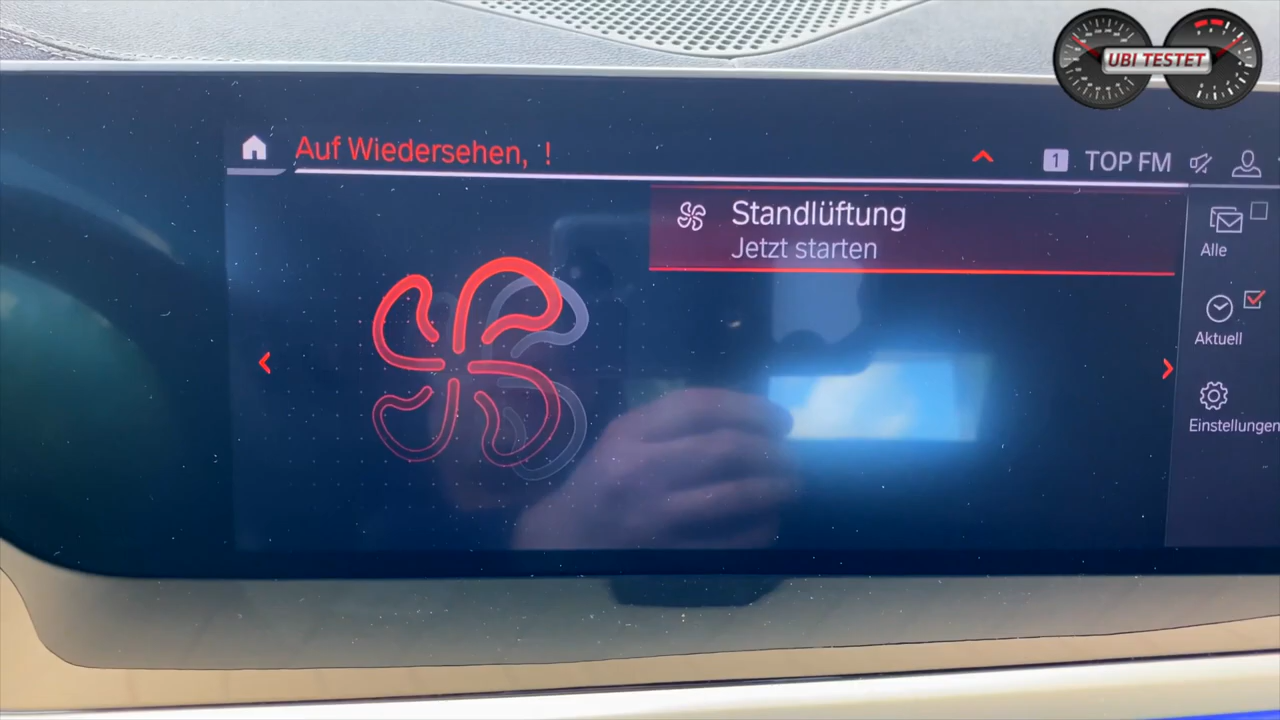 UBI TESTET
Auf Wiedersehen, !
1 TOP FM
Standlüftung
Jetzt starten
Alle
Aktuell
Einstellungen